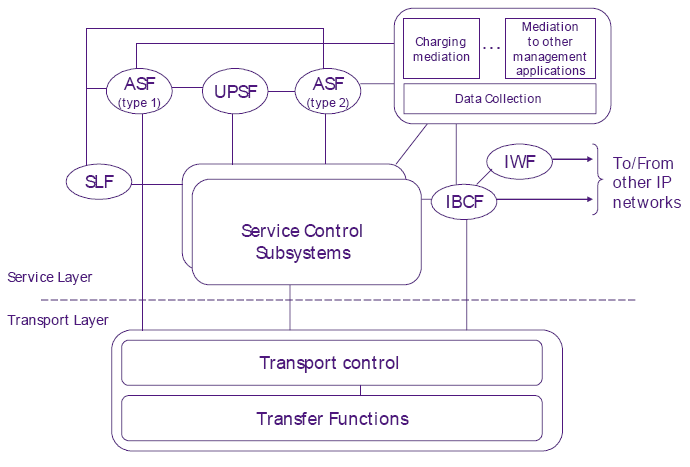 Charging
mediation
...
Mediation
to other
management
applications
Data Collection
ASF
(type 1)
UPSF
ASF
(type 2)
SLF
IWF
IBCF
To/From
other IP
networks
Service Control
Subsystems
Service Layer
Transport Layer
Transport control
Transfer Functions